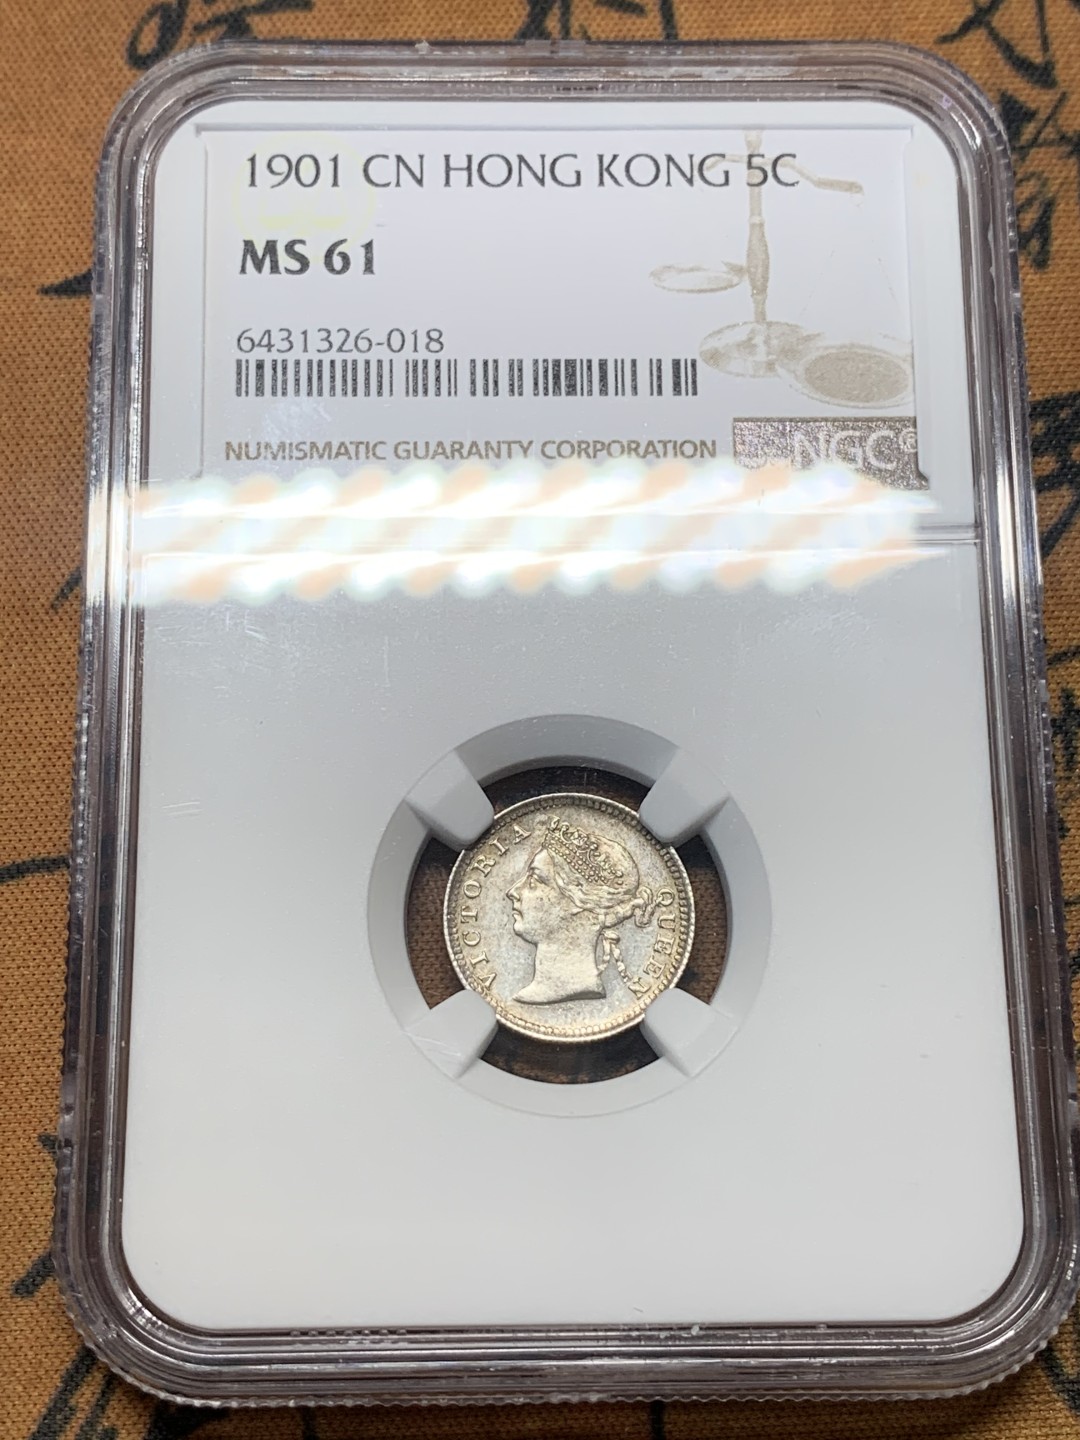 1901 CN HONG KONG 5C
MS 61
6431326-018
NUMISMATIC GUARANTY CORPORATION
NGC®
VICTORIA
QUEEN